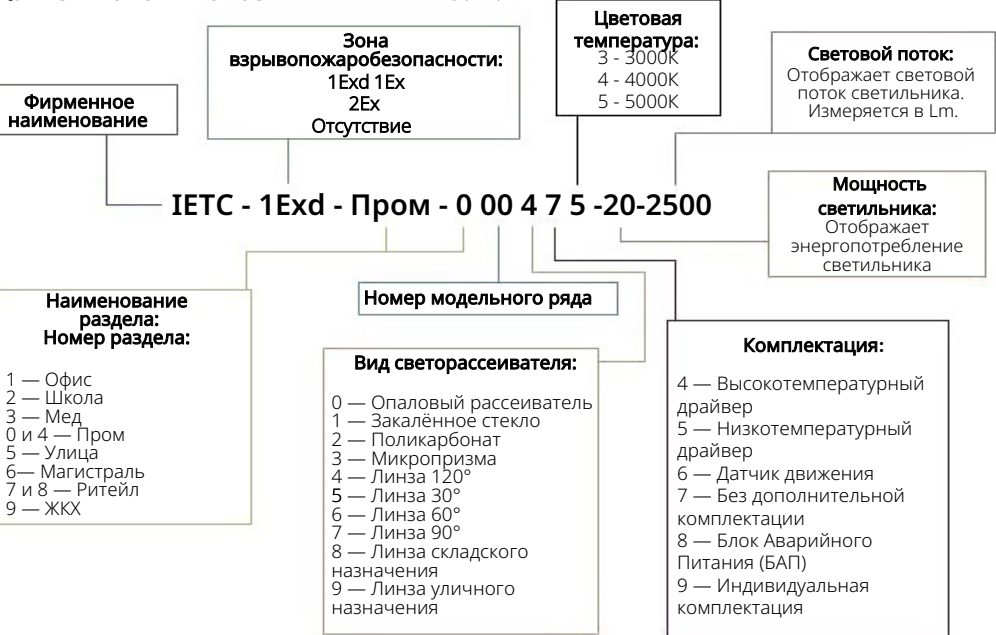 Цветовая
температура:
3 - 3000К
4 - 4000К
5 - 5000К
Зона
взрывопожаробезопасности:
1Exd 1Ex
2Ex
Отсутствие
Световой поток:
Отображает световой
поток светильника.
Измеряется в Lm.
Фирменное
наименование
IETC - 1Exd - Пром - 0 00 4 7 5 -20-2500
Мощность
светильника:
Отображает
энергопотребление
светильника
Номер модельного ряда
Наименование
раздела:
Номер раздела:
1 — Офис
2 — Школа
3 — Мед
0 и 4 — Пром
5 — Улица
6— Магистраль
7 и 8 — Ритейл
9 — ЖКХ
Вид светорассеивателя:
0 — Опаловый рассеиватель
1 — Закалённое стекло
2 — Поликарбонат
3 — Микропризма
4 — Линза 120°
5 — Линза 30°
6 — Линза 60°
7 — Линза 90°
8 — Линза складского
назначения
9 — Линза уличного
назначения
Комплектация:
4 — Высокотемпературный
драйвер
5 — Низкотемпературный
драйвер
6 — Датчик движения
7 — Без дополнительной
комплектации
8 — Блок Аварийного
Питания (БАП)
9 — Индивидуальная
комплектация